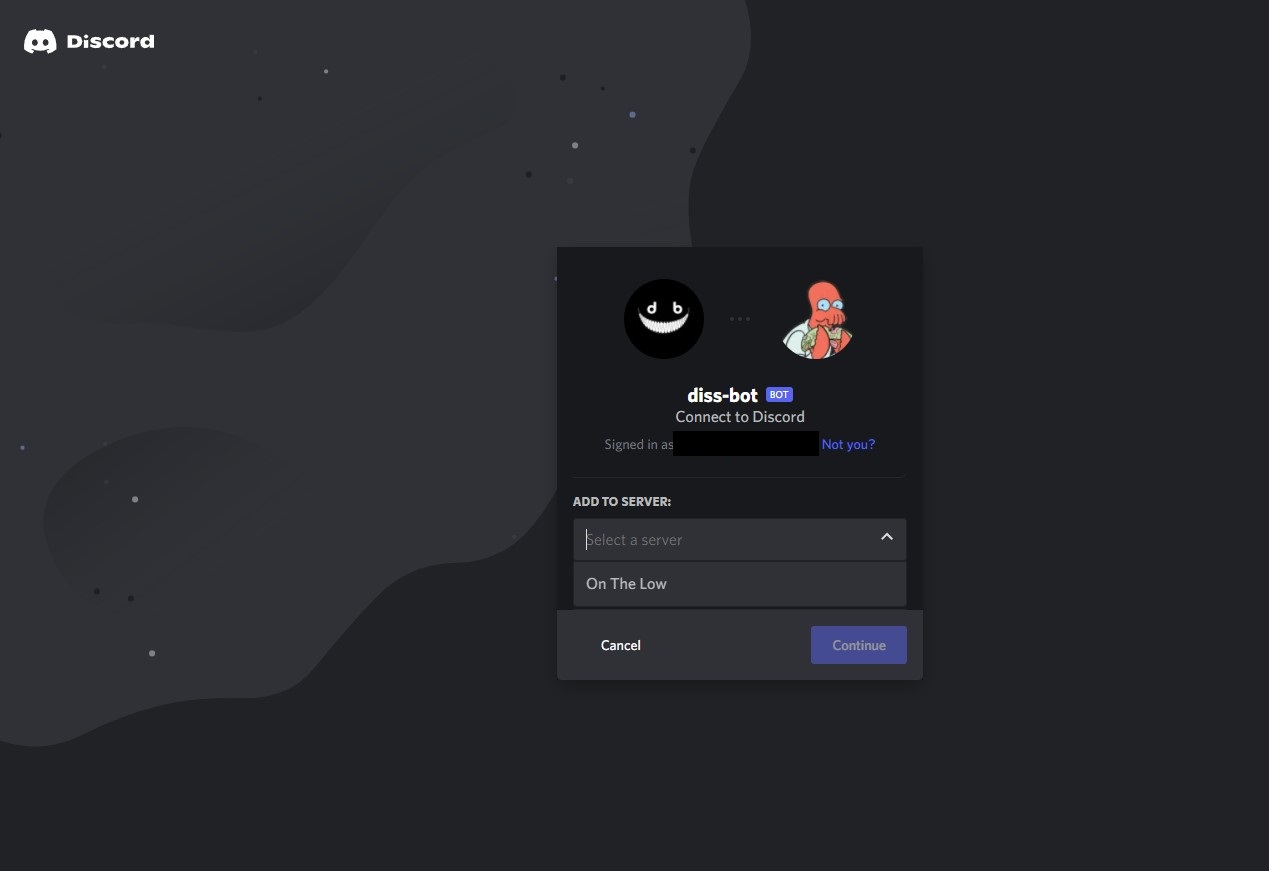 Discord
d b
diss-bot BOT
Connect to Discord
Signed in as Not you?
ADD TO SERVER:
Select a server
On The Low
Cancel Continue